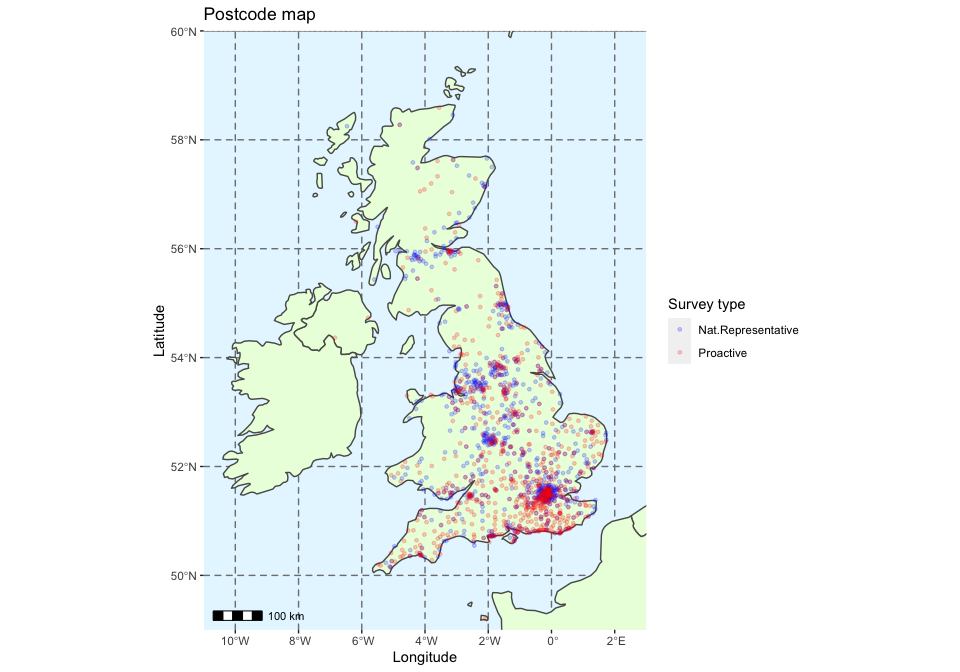 Postcode map
60°N
58°N
56°N
54°N
52°N
50°N
Latitude
100 km
10°W
8°W
6°W
4°W
2°W
0°
2°E
Longitude
Survey type
Nat.Representative
Proactive